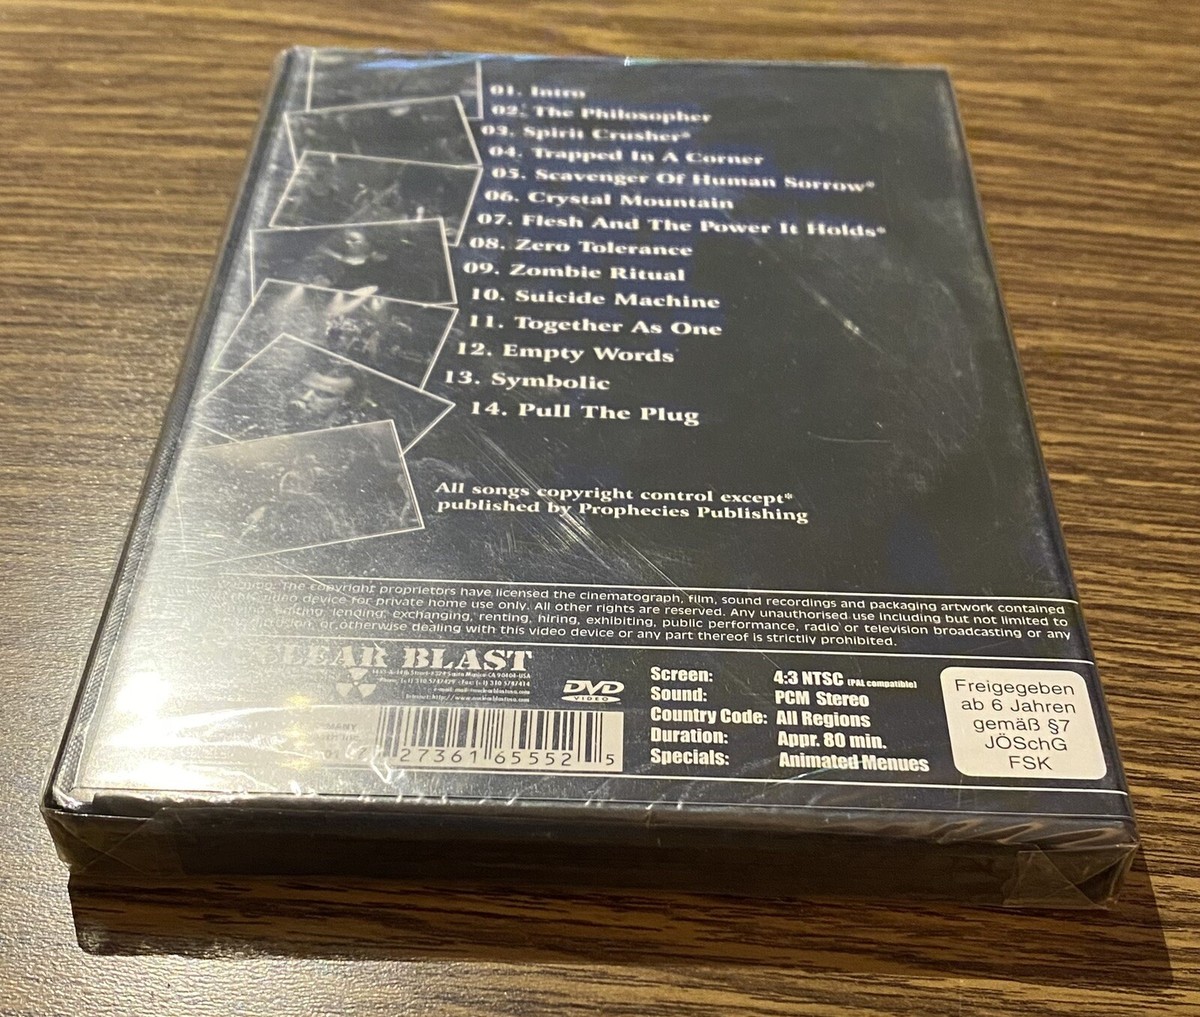 01. Intro
02. The Philosopher
03. Spirit Crusher*
04. Trapped In A Corner
05. Scavenger Of Human Sorrow*
06. Crystal Mountain
07. Flesh And The Power It Holds*
08. Zero Tolerance
09. Zombie Ritual
10. Suicide Machine
11. Together As One
12. Empty Words
13. Symbolic
14. Pull The Plug
All songs copyright control except*
published by Prophecies Publishing
Warning: The copyright proprietors have licensed the cinematograph, film, sound recordings and packaging artwork contained
this video device for private home use only. All other rights are reserved. Any unauthorised use including but not limited to
editing, lending, exchanging, renting, hiring, exhibiting, public performance, radio or television broadcasting or any
or otherwise dealing with this video device or any part thereof is strictliy prohibited.
LEAR BLAST
DVD
VIDEO
27361 65552 5
Screen: 4:3 NTSC (PAL compatible)
Sound: PCM Stereo
Country Code: All Regions
Duration: Appr. 80 min.
Specials: Animated Menues
Freigegeben
ab 6 Jahren
gemäß §7
JÖSchG
FSK